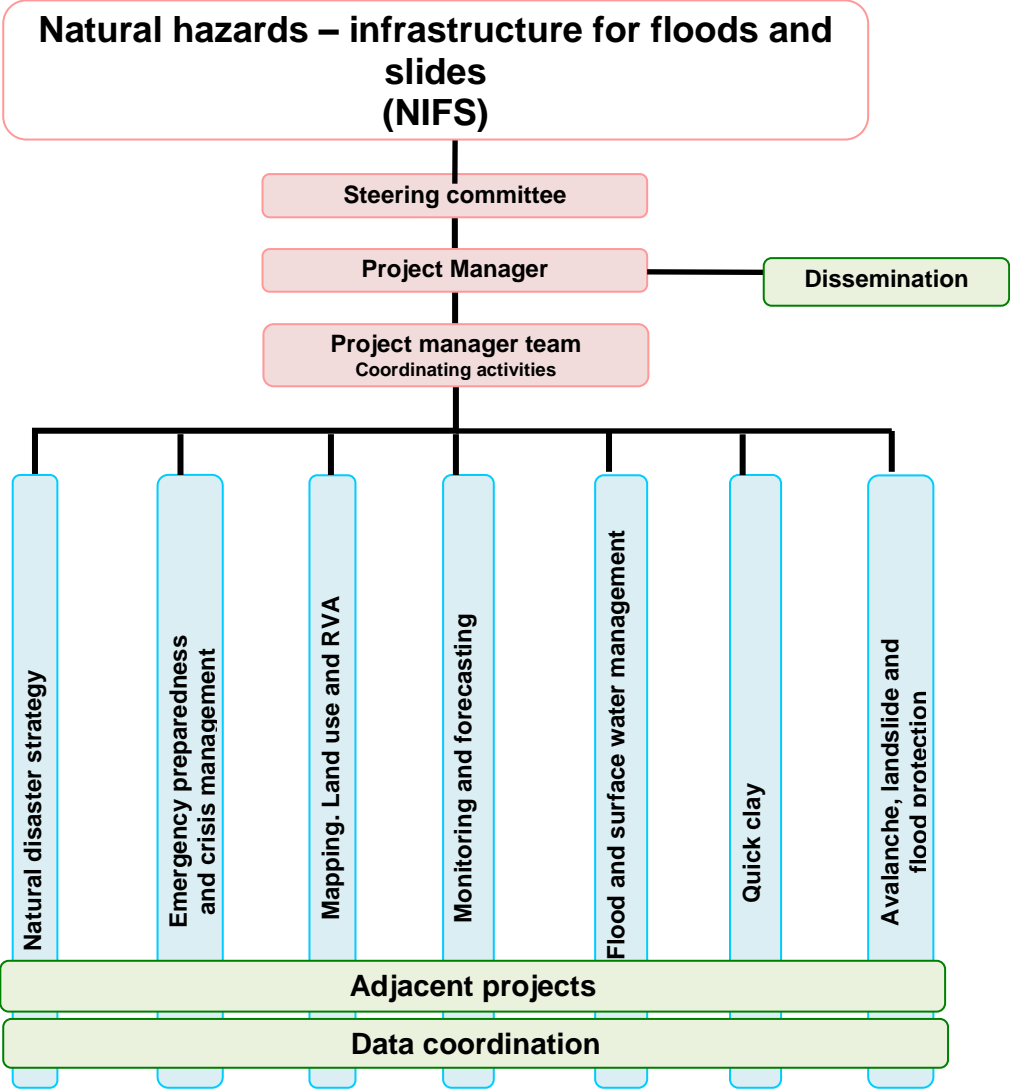 Natural hazards – infrastructure for floods and
slides
(NIFS)
Steering committee
Project Manager
Dissemination
Project manager team
Coordinating activities
Natural disaster strategy
Emergency preparedness
and crisis management
Mapping. Land use and RVA
Monitoring and forecasting
Flood and surface water management
Quick clay
Avalanche, landslide and
flood protection
Adjacent projects
Data coordination